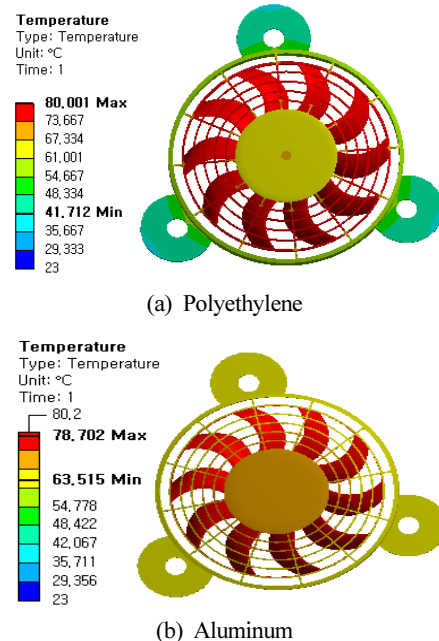 Temperature
Type: Temperature
Unit: °C
Time: 1
80,001 Max
73,667
67,334
61,001
54,667
48,334
41,712 Min
35,667
29,333
23
(a) Polyethylene
Temperature
Type: Temperature
Unit: °C
Time: 1
80,2
78,702 Max
63,515 Min
54,778
48,422
42,067
35,711
29,356
23
(b) Aluminum